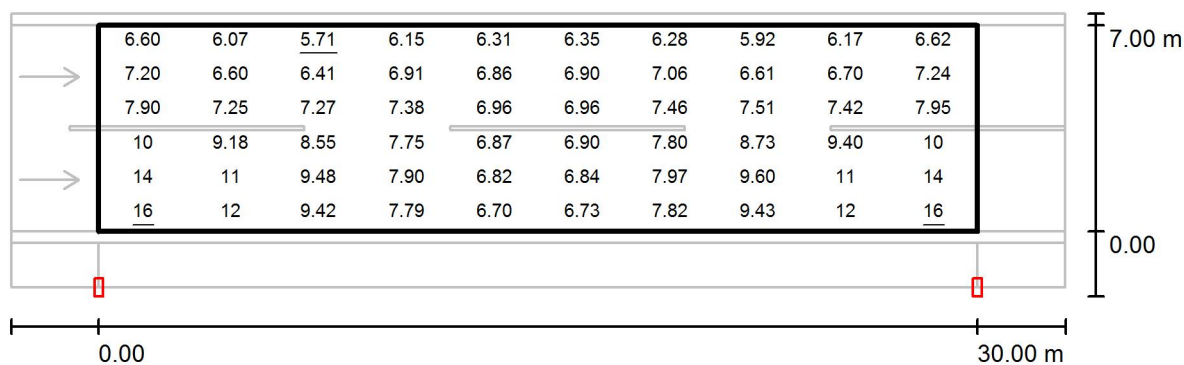 6.60 6.07 5.71 6.15 6.31 6.35 6.28 5.92 6.17 6.62 7.00 m
7.20 6.60 6.41 6.91 6.86 6.90 7.06 6.61 6.70 7.24
7.90 7.25 7.27 7.38 6.96 6.96 7.46 7.51 7.42 7.95
10 9.18 8.55 7.75 6.87 6.90 7.80 8.73 9.40 10
14 11 9.48 7.90 6.82 6.84 7.97 9.60 11 14
16 12 9.42 7.79 6.70 6.73 7.82 9.43 12 16
0.00
0.00 30.00 m